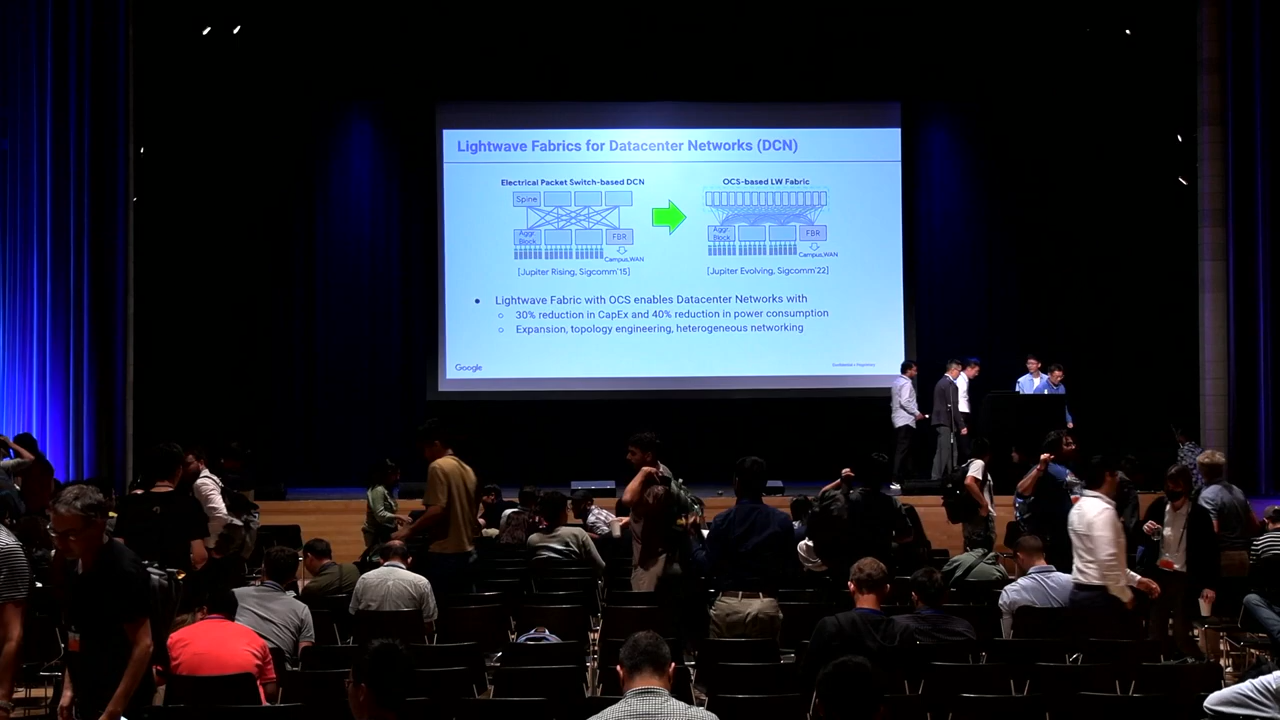 Lightwave Fabrics for Datacenter Networks (DCN)
Electrical Packet Switch-based DCN
OCS-based LW Fabric
Spine
Aggr. Block
FBR
Aggr. Block
FBR
Campus,WAN
Campus,WAN
[Jupiter Rising, Sigcomm'15]
[Jupiter Evolving, Sigcomm'22]
● Lightwave Fabric with OCS enables Datacenter Networks with
○ 30% reduction in CapEx and 40% reduction in power consumption
○ Expansion, topology engineering, heterogeneous networking
Google
Confidential + Proprietary